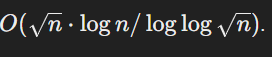 O(√n · log n / log log √n).